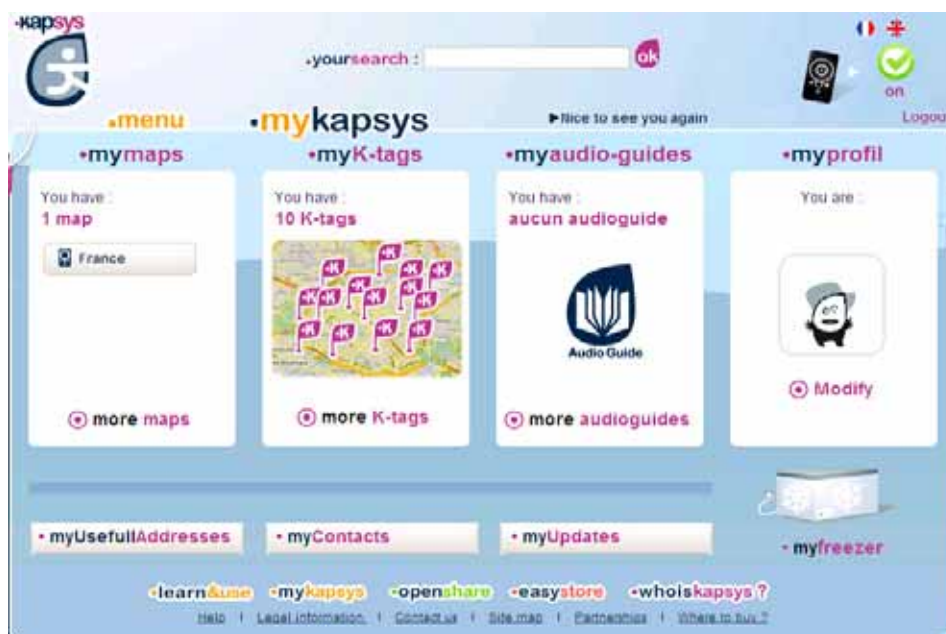 •kapsys
•yoursearch : ok
on
•menu
•mykapsys
▶Nice to see you again
Logou
•mymaps
You have :
1 map
France
more maps
•myK-tags
You have :
10 K-tags
•K •K •K •K •K •K •K •K •K •K •K •K •K
more K-tags
•myaudio-guides
You have :
aucun audioguide
Audio Guide
more audioguides
•myprofil
You are :
Modify
• myUsefullAddresses
• myContacts
• myUpdates
• myfreezer
•learn&use •mykapsys •openshare •easystore •whoiskapsys ?
Help | Legal information | Contact us | Site map | Partnerships | Where to buy ?